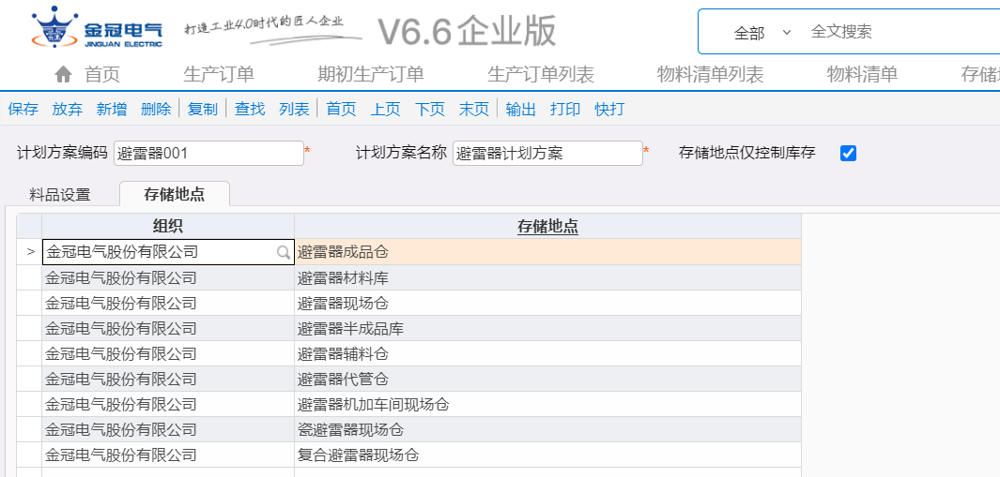 金冠电气 打造工业4.0时代的匠人企业 V6.6企业版 全部 全文搜索
JINGUAN ELECTRIC
首页 生产订单 期初生产订单 生产订单列表 物料清单列表 物料清单 存储
保存 放弃 新增 删除 复制 查找 列表 首页 上页 下页 末页 输出 打印 快打
计划方案编码 避雷器001* 计划方案名称 避雷器计划方案* 存储地点仅控制库存
料品设置 存储地点
组织 存储地点
> 金冠电气股份有限公司 避雷器成品仓
金冠电气股份有限公司 避雷器材料库
金冠电气股份有限公司 避雷器现场仓
金冠电气股份有限公司 避雷器半成品库
金冠电气股份有限公司 避雷器辅料仓
金冠电气股份有限公司 避雷器代管仓
金冠电气股份有限公司 避雷器机加车间现场仓
金冠电气股份有限公司 瓷避雷器现场仓
金冠电气股份有限公司 复合避雷器现场仓